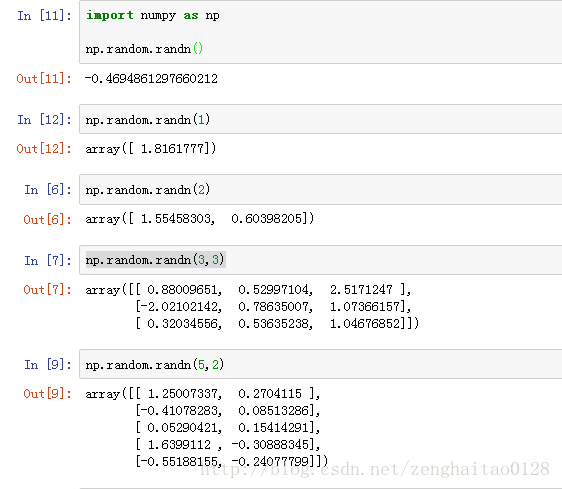 In [11]: import numpy as np
np.random.randn()
Out[11]: -0.4694861297660212
In [12]: np.random.randn(1)
Out[12]: array([ 1.8161777])
In [6]: np.random.randn(2)
Out[6]: array([ 1.55458303,  0.60398205])
In [7]: np.random.randn(3,3)
Out[7]: array([[ 0.88009651,  0.52997104,  2.5171247 ],
[-2.02102142,  0.78635007,  1.07366157],
[ 0.32034556,  0.53635238,  1.04676852]])
In [9]: np.random.randn(5,2)
Out[9]: array([[ 1.25007337,  0.2704115 ],
[-0.41078283,  0.08513286],
[ 0.05290421,  0.15414291],
[ 1.6399112 , -0.30888345],
[-0.55188155, -0.24077799]])
http://blog.csdn.net/zenghaitao0128